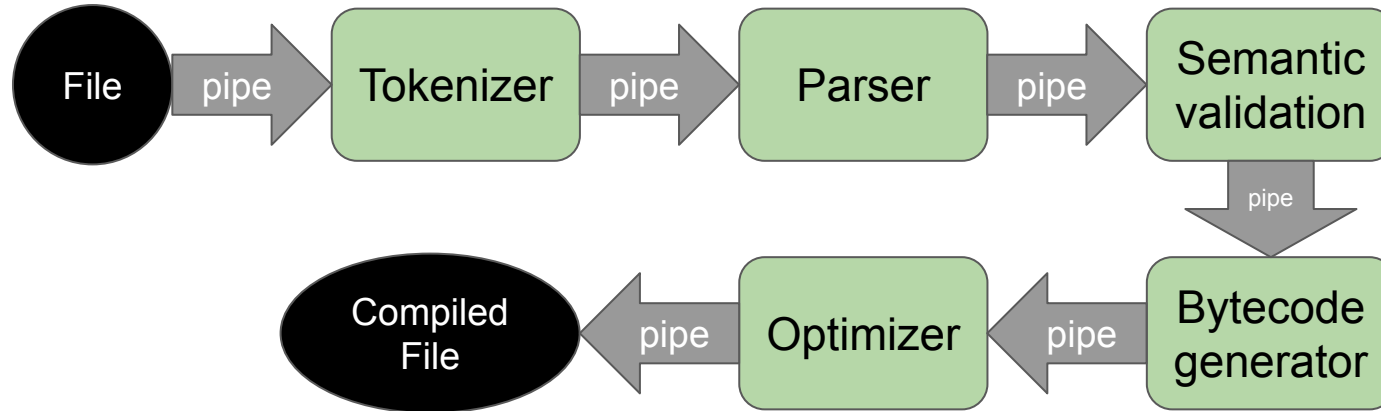 File
pipe
Tokenizer
pipe
Parser
pipe
Semantic
validation
pipe
Bytecode
generator
pipe
Optimizer
pipe
Compiled
File